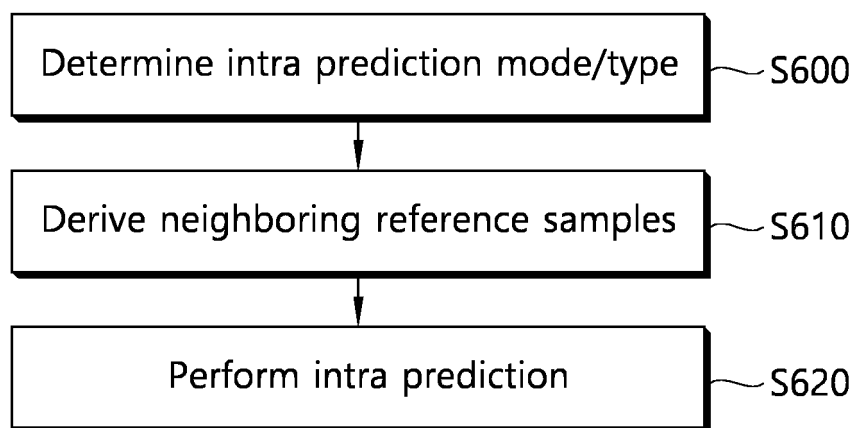 Determine intra prediction mode/type
S600
Derive neighboring reference samples
S610
Perform intra prediction
S620